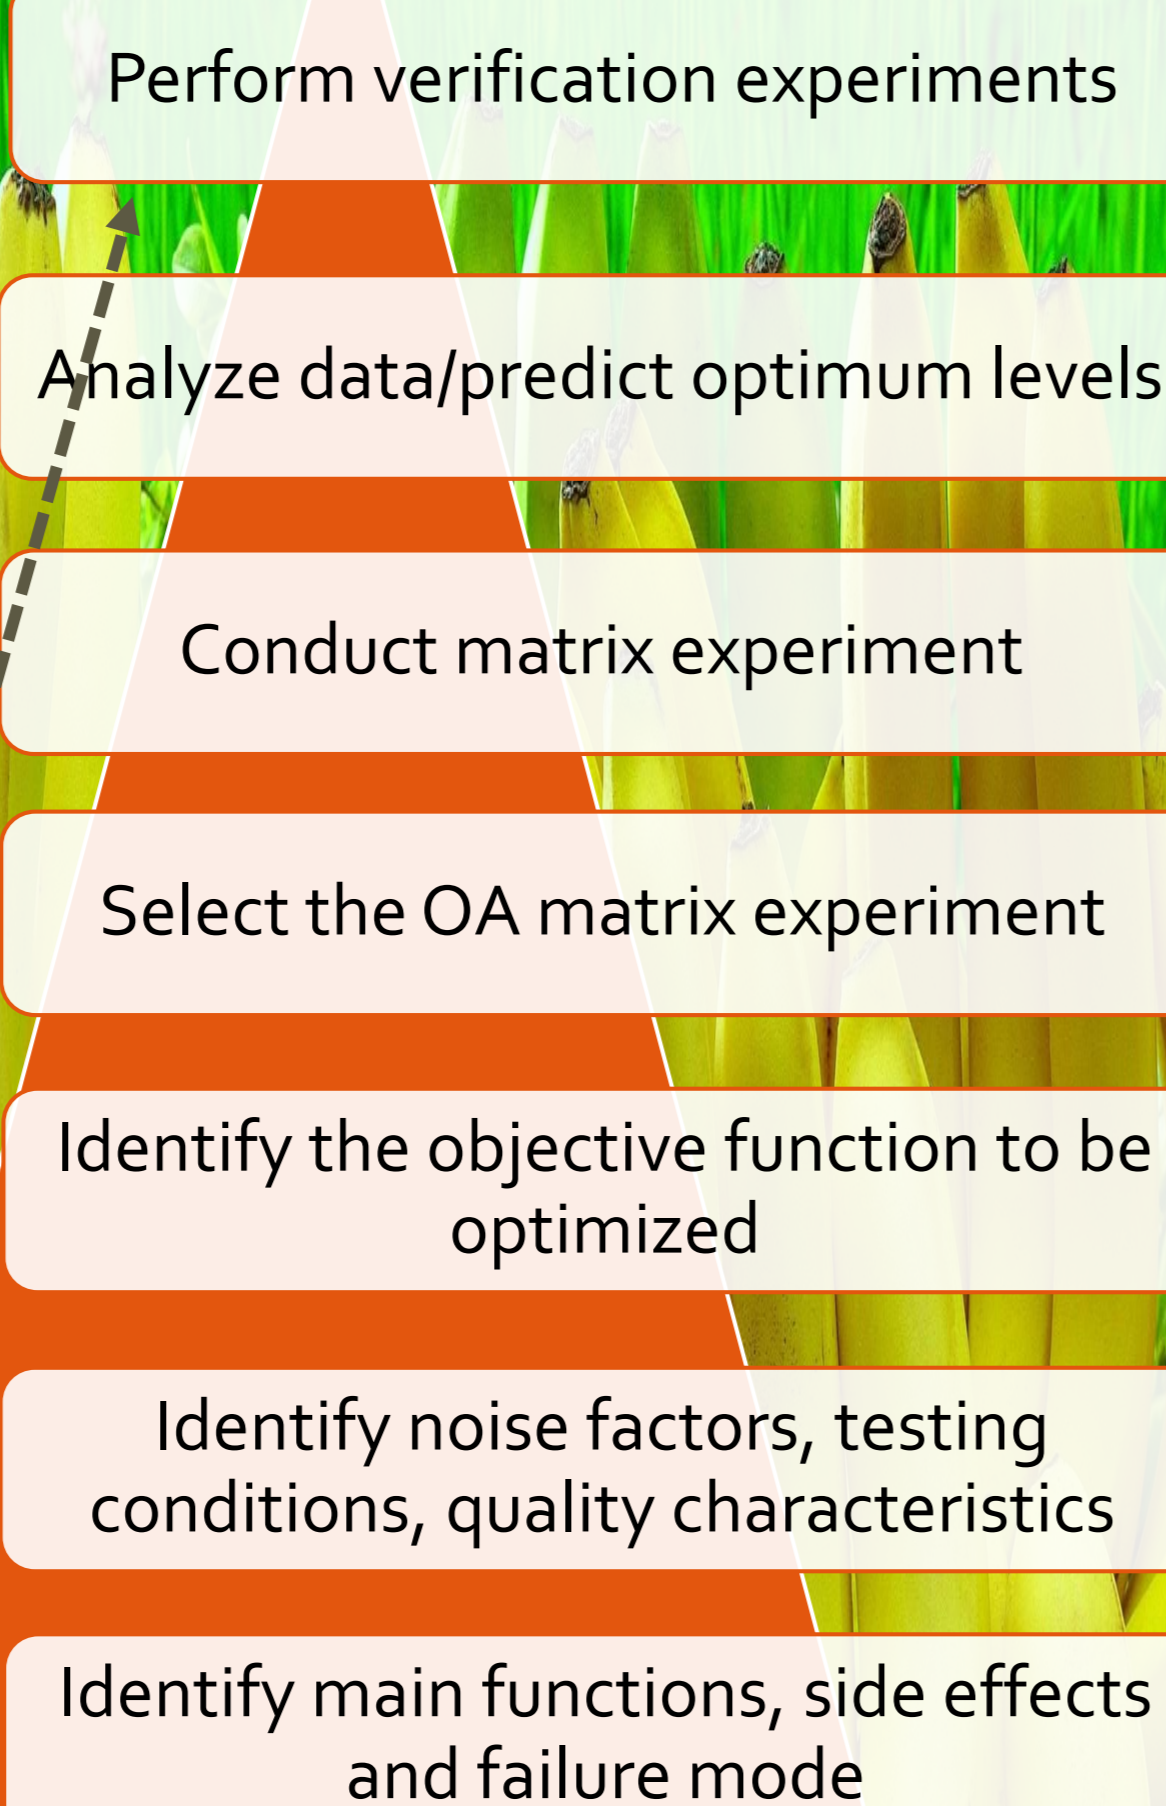 Perform verification experiments
Analyze data/predict optimum levels
Conduct matrix experiment
Select the OA matrix experiment
Identify the objective function to be
optimized
Identify noise factors, testing
conditions, quality characteristics
Identify main functions, side effects
and failure mode